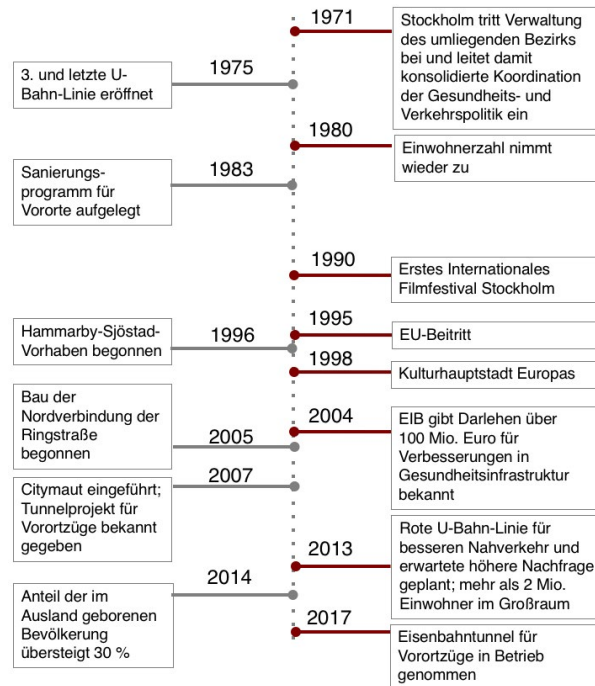 1971
Stockholm tritt Verwaltung
des umliegenden Bezirks
bei und leitet damit
konsolidierte Koordination
der Gesundheits- und
Verkehrspolitik ein
1975
3. und letzte U-
Bahn-Linie eröffnet
1980
Einwohnerzahl nimmt
wieder zu
1983
Sanierungs-
programm für
Vororte aufgelegt
1990
Erstes Internationales
Filmfestival Stockholm
1995
EU-Beitritt
1996
Hammarby-Sjöstad-
Vorhaben begonnen
1998
Kulturhauptstadt Europas
2004
EIB gibt Darlehen über
100 Mio. Euro für
Verbesserungen in
Gesundheitsinfrastruktur
bekannt
2005
Bau der
Nordverbindung der
Ringstraße
begonnen
2007
Citymaut eingeführt;
Tunnelprojekt für
Vorortzüge bekannt
gegeben
2013
Rote U-Bahn-Linie für
besseren Nahverkehr und
erwartete höhere Nachfrage
geplant; mehr als 2 Mio.
Einwohner im Großraum
2014
Anteil der im
Ausland geborenen
Bevölkerung
übersteigt 30 %
2017
Eisenbahntunnel für
Vorortzüge in Betrieb
genommen